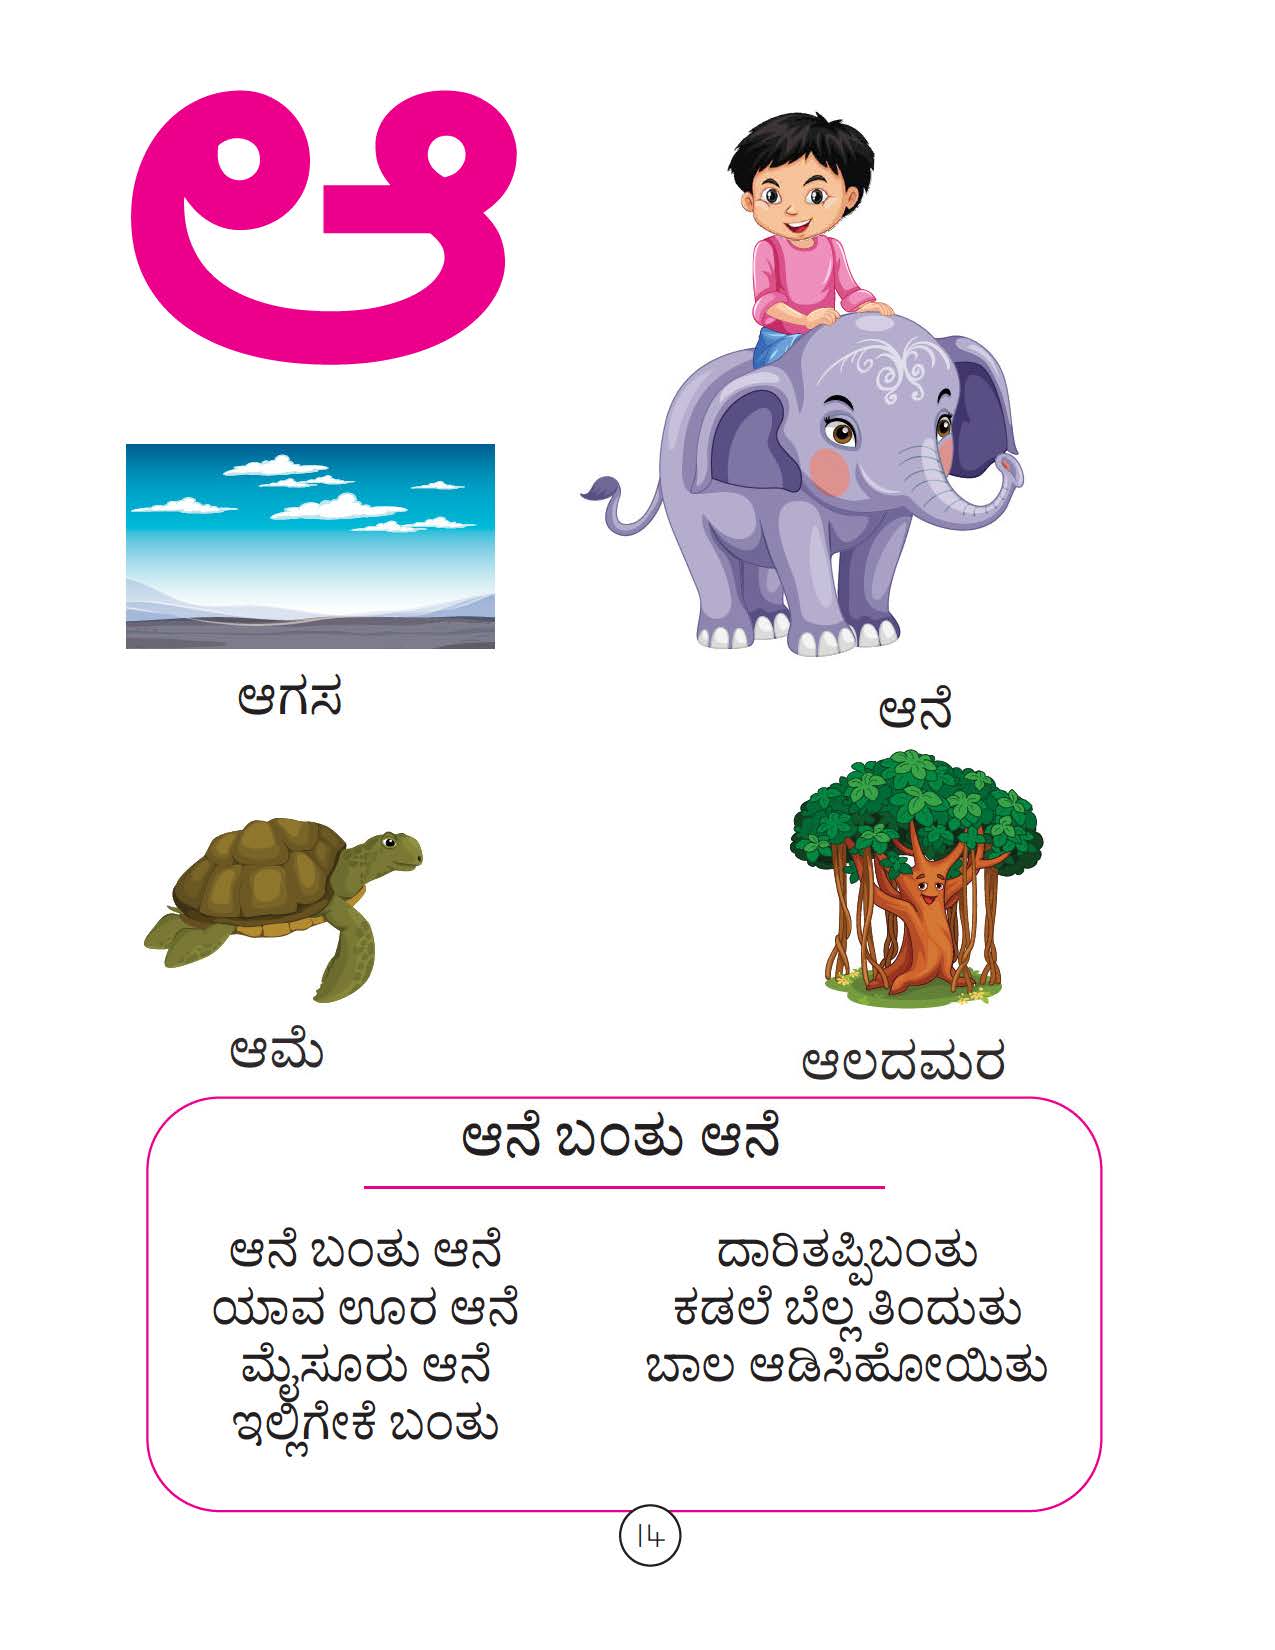 ಆ
ಆಗಸ
ಆನೆ
ಆಮೆ
ಆಲದಮರ
ಆನೆ ಬಂತು ಆನೆ
ಆನೆ ಬಂತು ಆನೆ
ಯಾವ ಊರ ಆನೆ
ಮೈಸೂರು ಆನೆ
ಇಲ್ಲಿಗೇಕೆ ಬಂತು
ದಾರಿತಪ್ಪಿಬಂತು
ಕಡಲೆ ಬೆಲ್ಲ ತಿಂದುತು
ಬಾಲ ಆಡಿಸಿಹೋಯಿತು
14